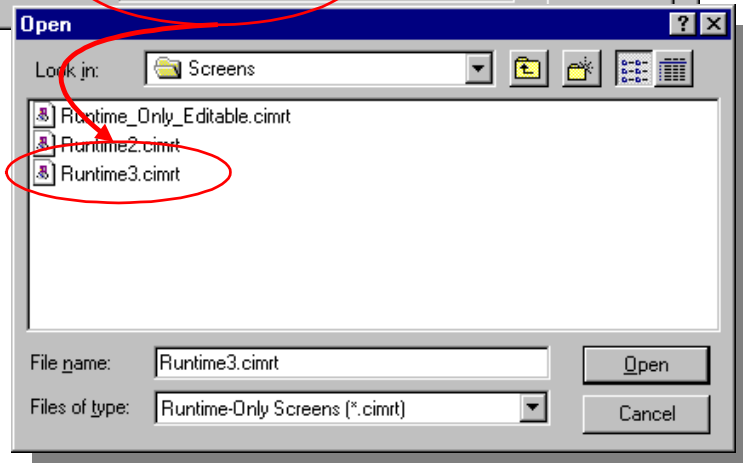 Open
Look in: Screens
Runtime_Only_Editable.cimrt
Runtime2.cimrt
Runtime3.cimrt
File name: Runtime3.cimrt Open
Files of type: Runtime-Only Screens (*.cimrt) Cancel